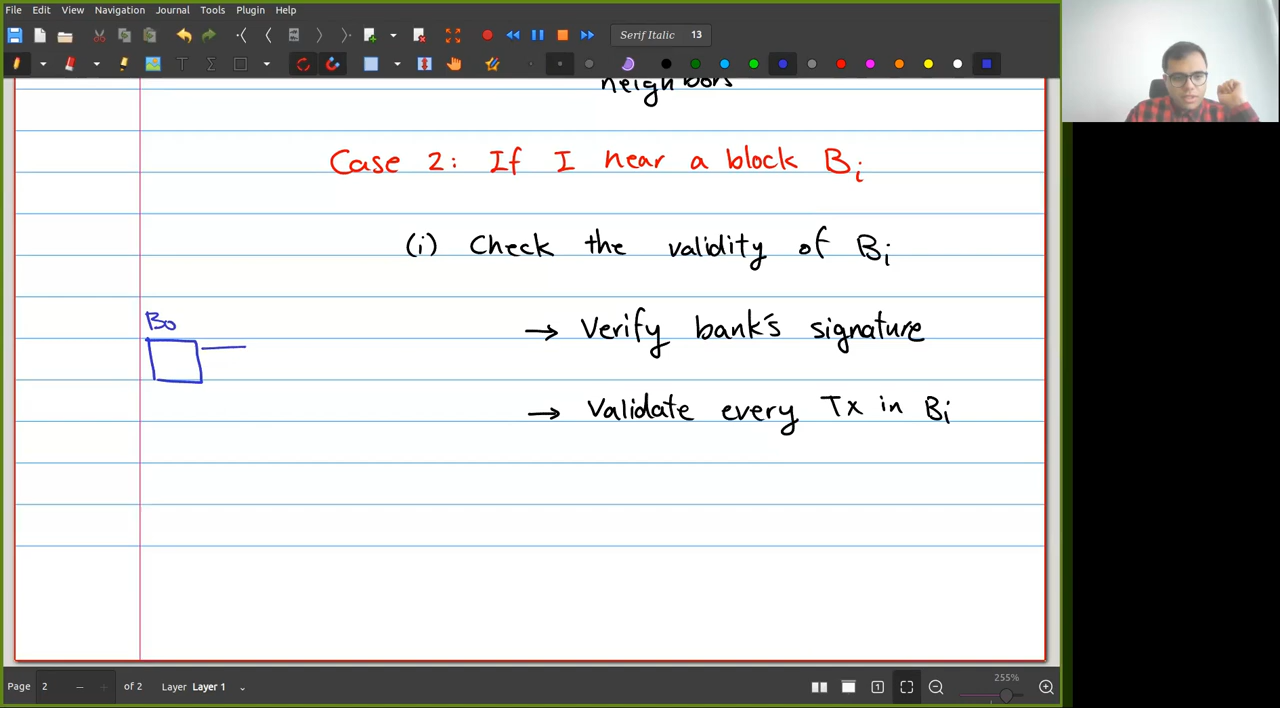 File Edit View Navigation Journal Tools Plugin Help
Serif Italic 13
neighbors
Case 2: If I hear a block Bi
(i) Check the validity of Bi
B0
→ Verify bank's signature
→ Validate every Tx in Bi
Page 2 of 2 Layer Layer 1 255%